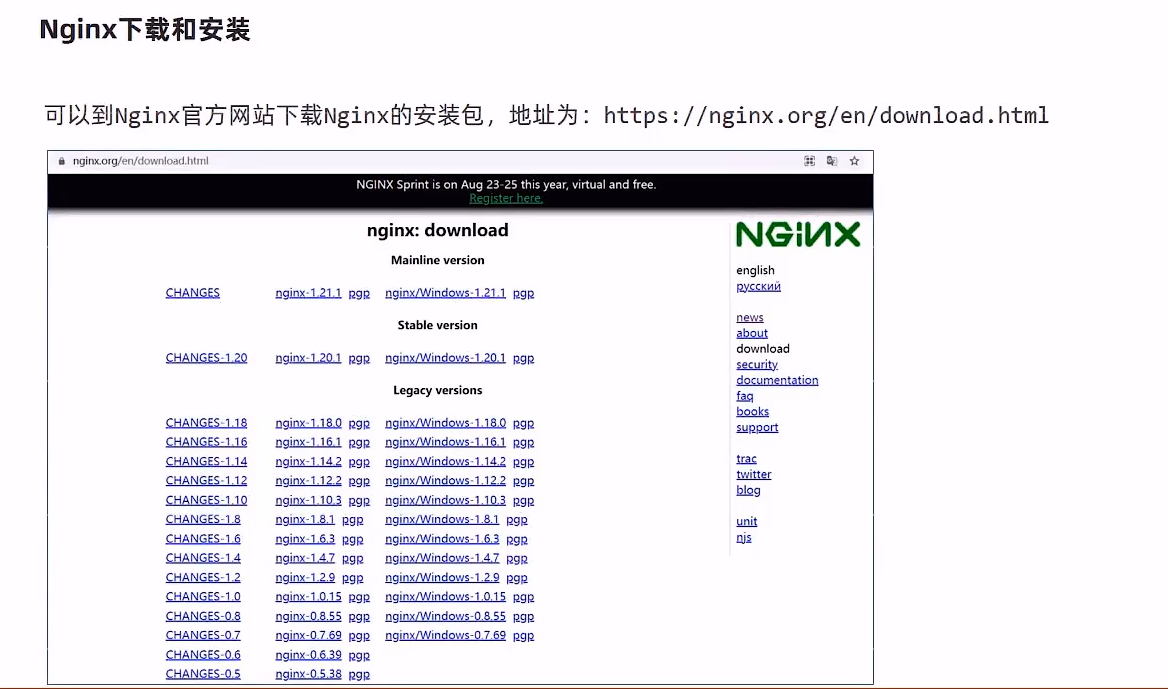 Nginx下载和安装
可以到Nginx官方网站下载Nginx的安装包，地址为：https://nginx.org/en/download.html
nginx.org/en/download.html
NGINX Sprint is on Aug 23-25 this year, virtual and free.
Register here.
nginx: download
Mainline version
CHANGES nginx-1.21.1 pgp nginx/Windows-1.21.1 pgp
Stable version
CHANGES-1.20 nginx-1.20.1 pgp nginx/Windows-1.20.1 pgp
Legacy versions
CHANGES-1.18 nginx-1.18.0 pgp nginx/Windows-1.18.0 pgp
CHANGES-1.16 nginx-1.16.1 pgp nginx/Windows-1.16.1 pgp
CHANGES-1.14 nginx-1.14.2 pgp nginx/Windows-1.14.2 pgp
CHANGES-1.12 nginx-1.12.2 pgp nginx/Windows-1.12.2 pgp
CHANGES-1.10 nginx-1.10.3 pgp nginx/Windows-1.10.3 pgp
CHANGES-1.8 nginx-1.8.1 pgp nginx/Windows-1.8.1 pgp
CHANGES-1.6 nginx-1.6.3 pgp nginx/Windows-1.6.3 pgp
CHANGES-1.4 nginx-1.4.7 pgp nginx/Windows-1.4.7 pgp
CHANGES-1.2 nginx-1.2.9 pgp nginx/Windows-1.2.9 pgp
CHANGES-1.0 nginx-1.0.15 pgp nginx/Windows-1.0.15 pgp
CHANGES-0.8 nginx-0.8.55 pgp nginx/Windows-0.8.55 pgp
CHANGES-0.7 nginx-0.7.69 pgp nginx/Windows-0.7.69 pgp
CHANGES-0.6 nginx-0.6.39 pgp
CHANGES-0.5 nginx-0.5.38 pgp
NGINX
english
русский
news
about
download
security
documentation
faq
books
support
trac
twitter
blog
unit
njs